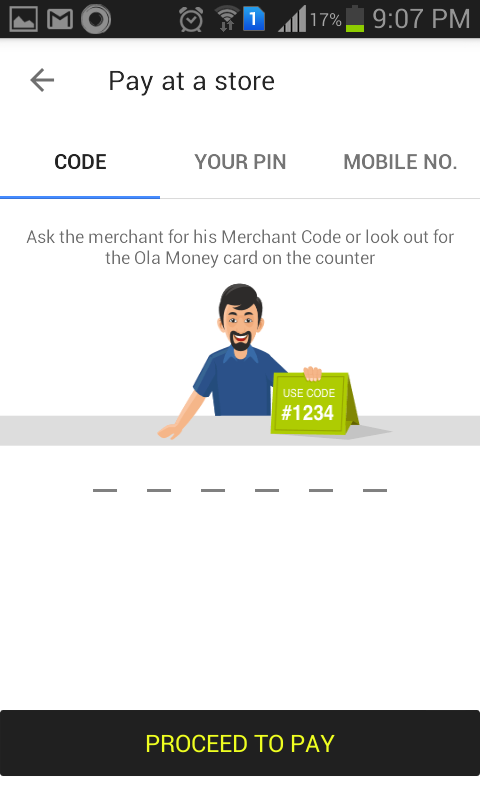 1 17% 9:07 PM
Pay at a store
CODE YOUR PIN MOBILE NO.
Ask the merchant for his Merchant Code or look out for
the Ola Money card on the counter
USE CODE
#1234
PROCEED TO PAY